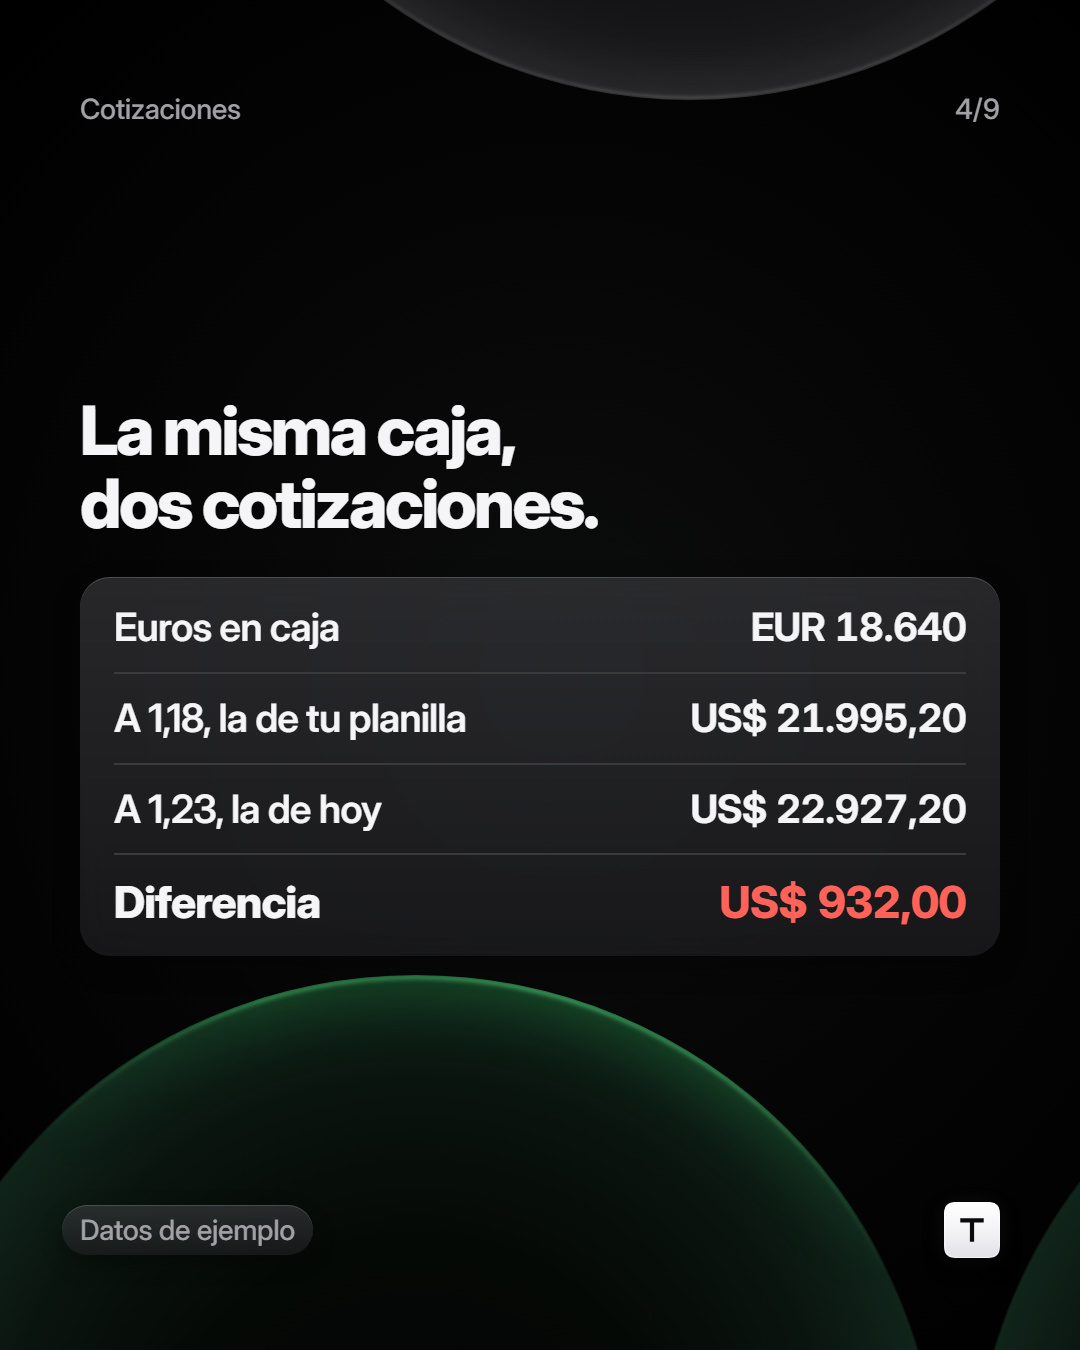 Cotizaciones
4/9
La misma caja,
dos cotizaciones.
Euros en caja EUR 18.640
A 1,18, la de tu planilla US$ 21.995,20
A 1,23, la de hoy US$ 22.927,20
Diferencia US$ 932,00
Datos de ejemplo
T